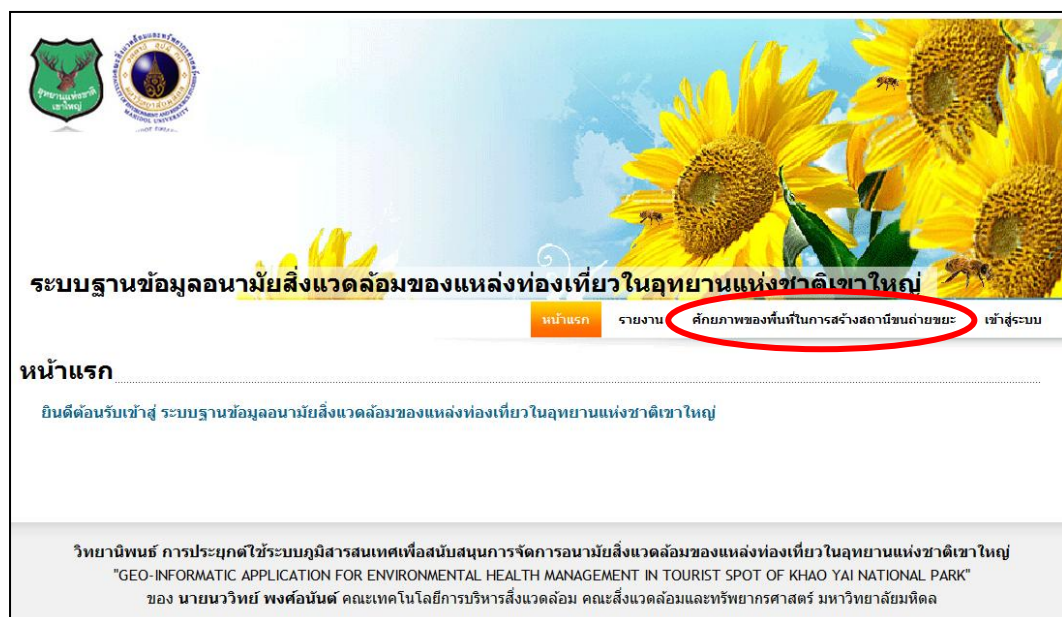 อุทยานแห่งชาติ
เขาใหญ่
MAHIDOL UNIVERSITY
ระบบฐานข้อมูลอนามัยสิ่งแวดล้อมของแหล่งท่องเที่ยวในอุทยานแห่งชาติเขาใหญ่
หน้าแรก รายงาน ศักยภาพของพื้นที่ในการสร้างสถานีขนถ่ายขยะ เข้าสู่ระบบ
หน้าแรก
ยินดีต้อนรับเข้าสู่ ระบบฐานข้อมูลอนามัยสิ่งแวดล้อมของแหล่งท่องเที่ยวในอุทยานแห่งชาติเขาใหญ่
วิทยานิพนธ์ การประยุกต์ใช้ระบบภูมิสารสนเทศเพื่อสนับสนุนการจัดการอนามัยสิ่งแวดล้อมของแหล่งท่องเที่ยวในอุทยานแห่งชาติเขาใหญ่
"GEO-INFORMATIC APPLICATION FOR ENVIRONMENTAL HEALTH MANAGEMENT IN TOURIST SPOT OF KHAO YAI NATIONAL PARK"
ของ นายนววิทย์ พงศ์อนันต์ คณะเทคโนโลยีการบริหารสิ่งแวดล้อม คณะสิ่งแวดล้อมและทรัพยากรศาสตร์ มหาวิทยาลัยมหิดล